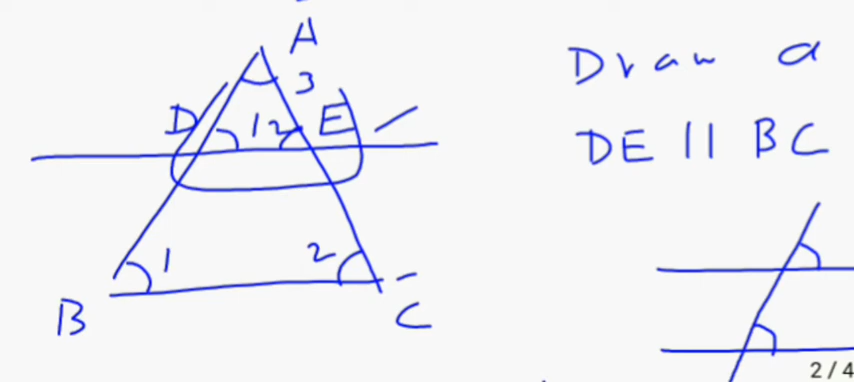 A
3
D 1 2 E
1 2
B C
Draw a
DE || BC
2/4